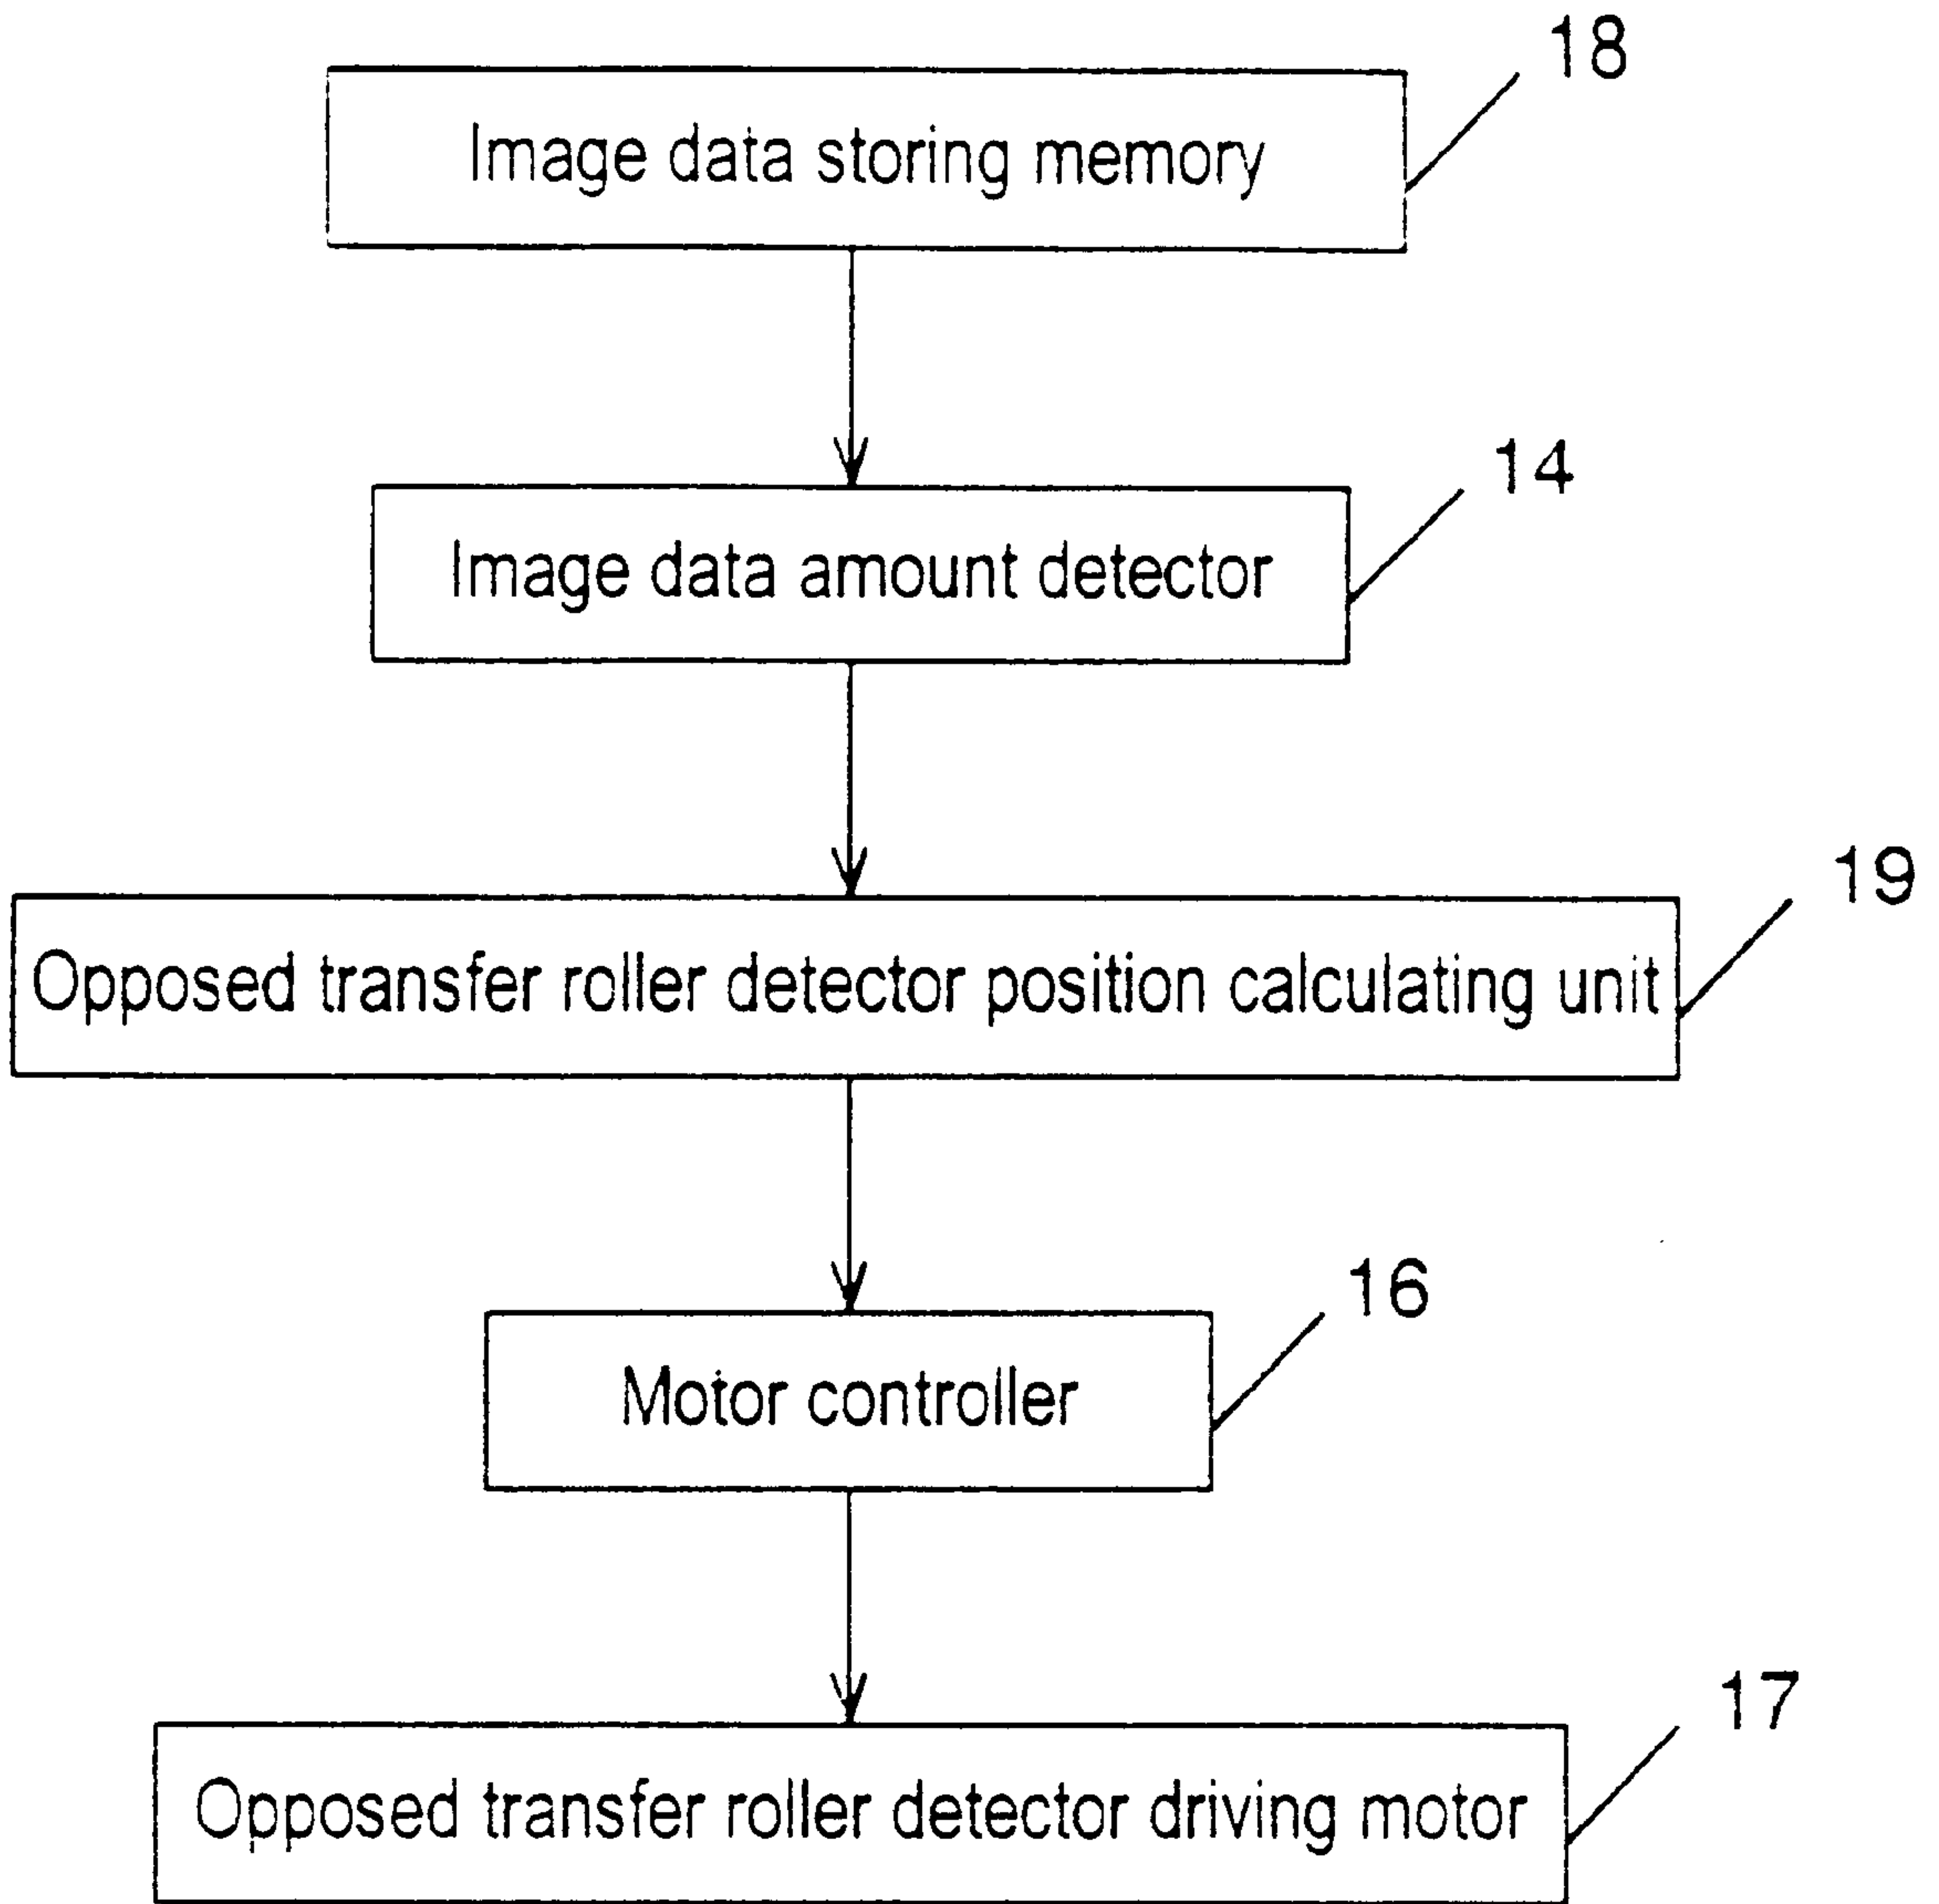 18
Image data storing memory
14
Image data amount detector
19
Opposed transfer roller detector position calculating unit
16
Motor controller
17
Opposed transfer roller detector driving motor